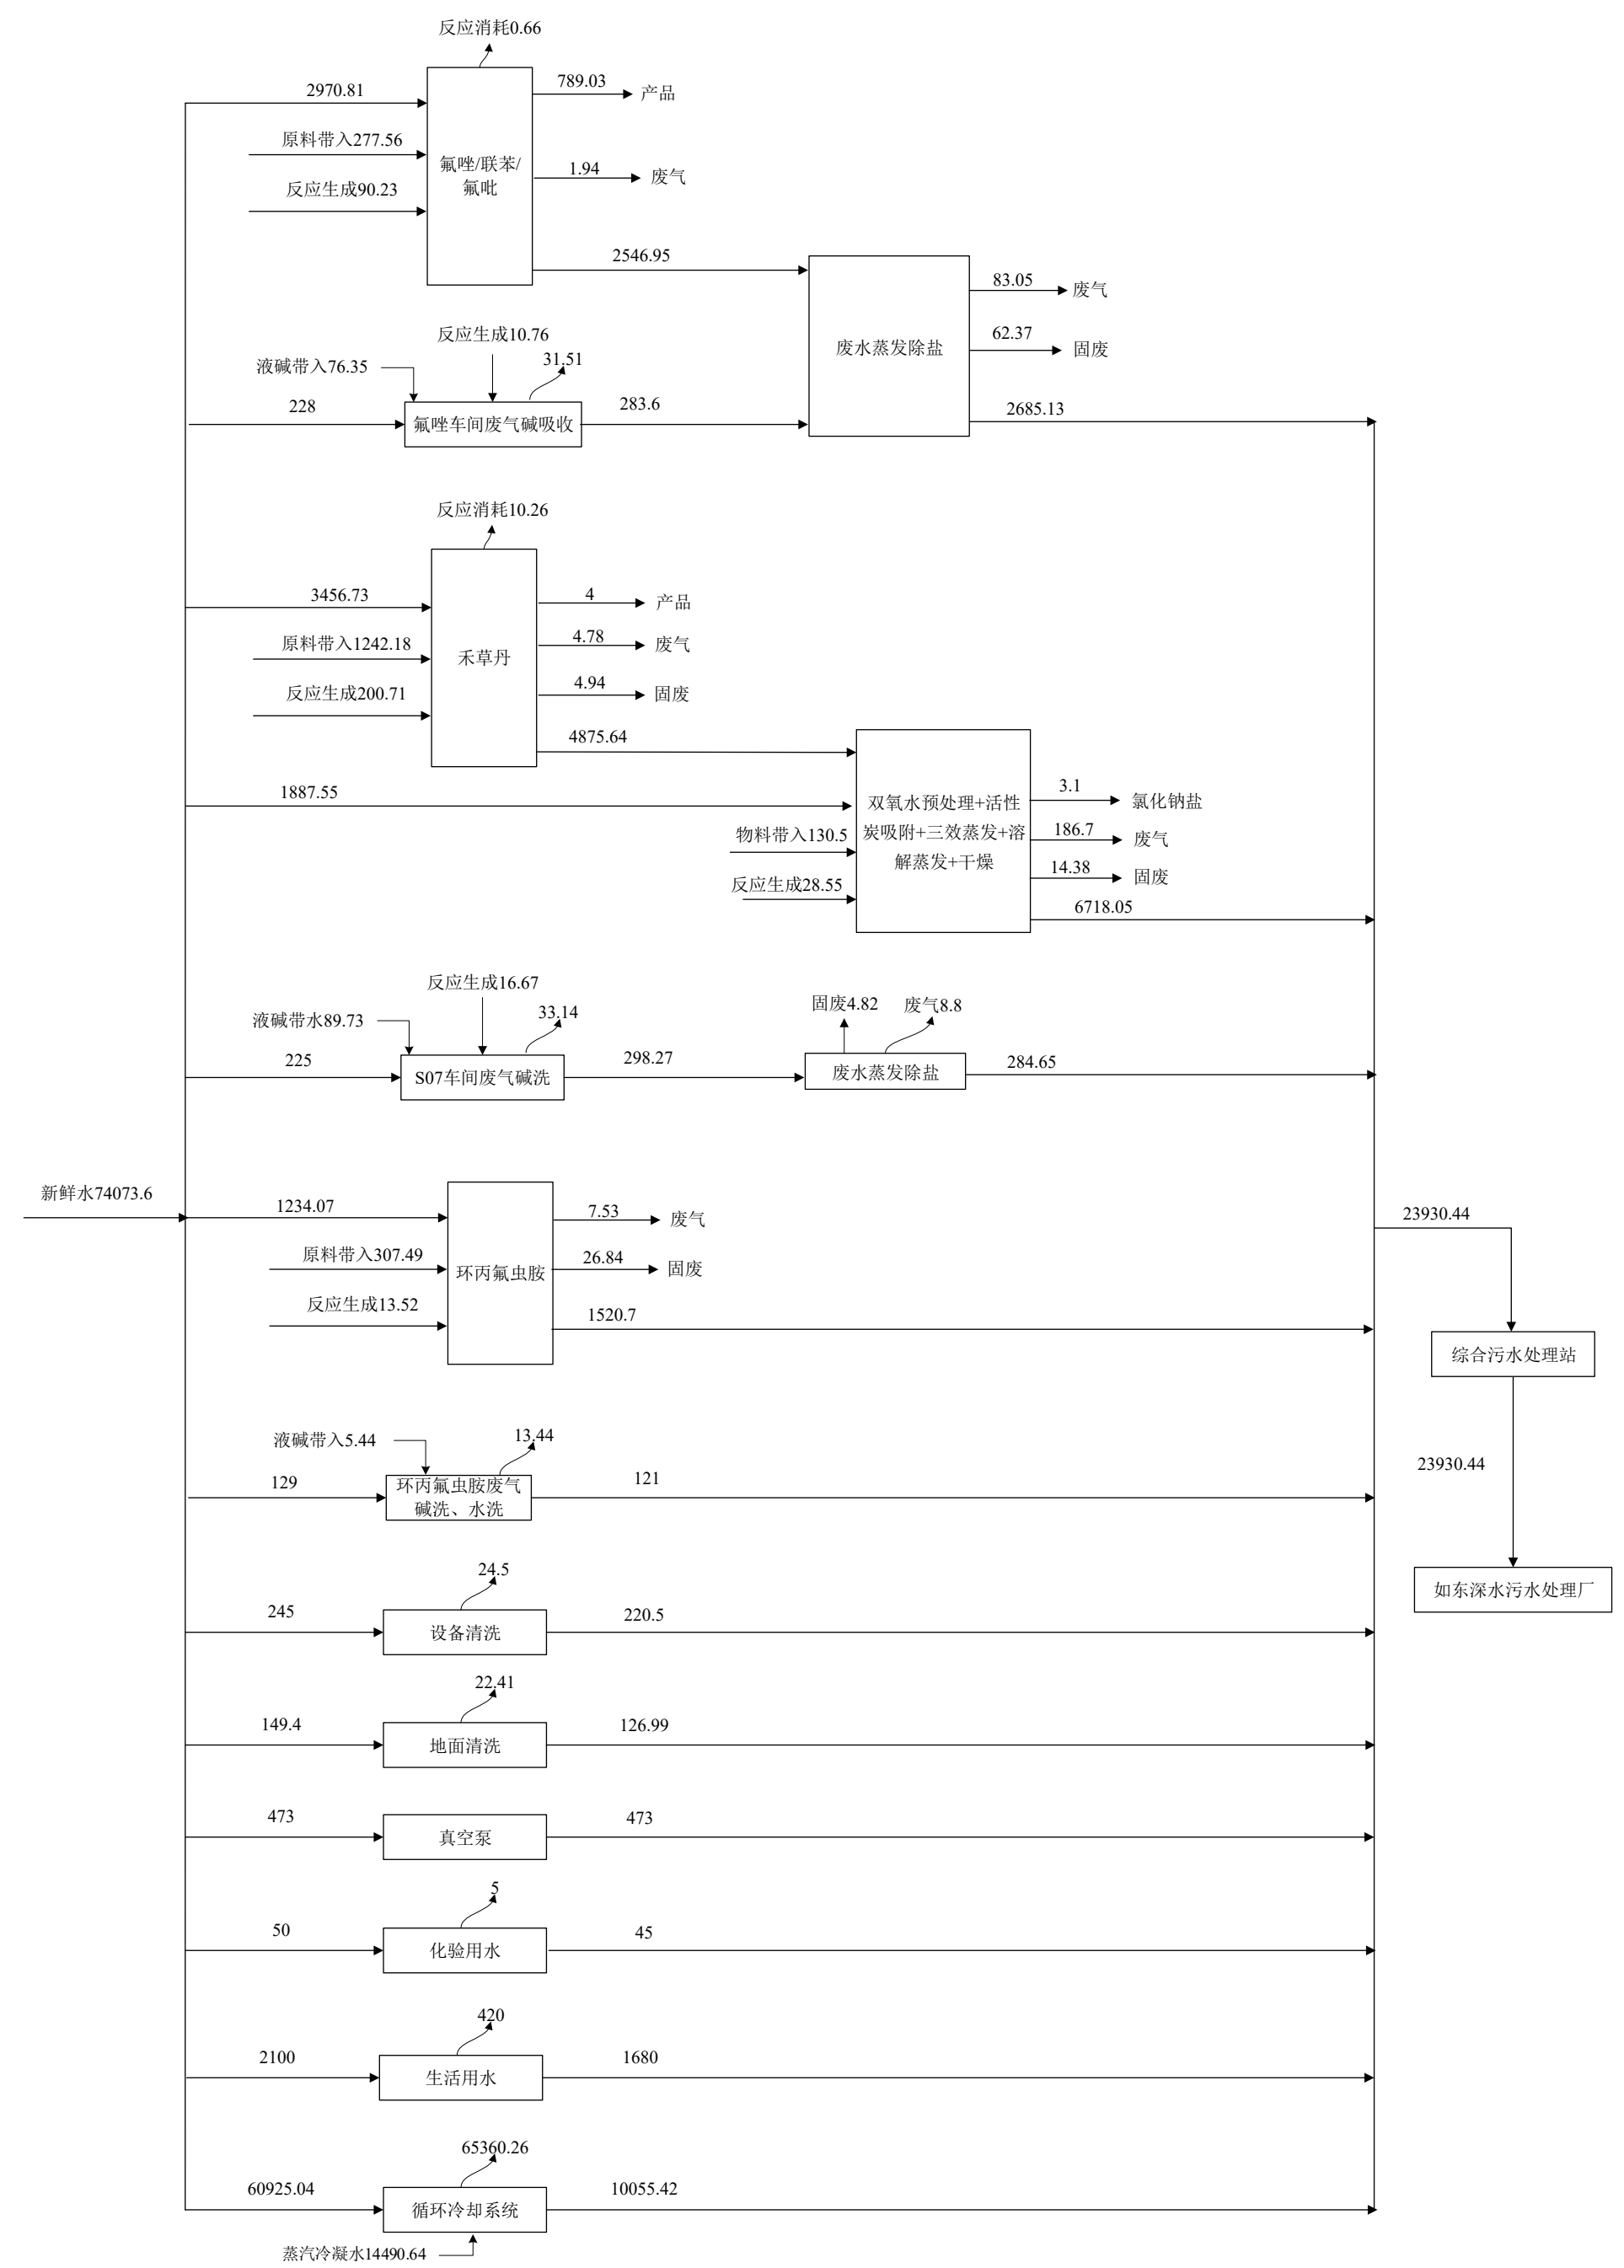 反应消耗0.66
2970.81
789.03
产品
原料带入277.56
氟唑/联苯/
氟吡
1.94
废气
反应生成90.23
2546.95
83.05
废气
废水蒸发除盐
62.37
固废
反应生成10.76
液碱带入76.35
31.51
228
氟唑车间废气碱吸收
283.6
2685.13
反应消耗10.26
3456.73
4
产品
原料带入1242.18
禾草丹
4.78
废气
反应生成200.71
4.94
固废
4875.64
1887.55
双氧水预处理+活性
炭吸附+三效蒸发+溶
解蒸发+干燥
3.1
氯化钠盐
物料带入130.5
186.7
废气
反应生成28.55
14.38
固废
6718.05
反应生成16.67
液碱带水89.73
33.14
固废4.82
废气8.8
225
S07车间废气碱洗
298.27
废水蒸发除盐
284.65
新鲜水74073.6
1234.07
7.53
废气
原料带入307.49
环丙氟虫胺
26.84
固废
反应生成13.52
1520.7
23930.44
综合污水处理站
23930.44
如东深水污水处理厂
液碱带入5.44
13.44
129
环丙氟虫胺废气
碱洗、水洗
121
24.5
245
设备清洗
220.5
22.41
149.4
地面清洗
126.99
473
真空泵
473
5
50
化验用水
45
420
2100
生活用水
1680
65360.26
60925.04
循环冷却系统
10055.42
蒸汽冷凝水14490.64